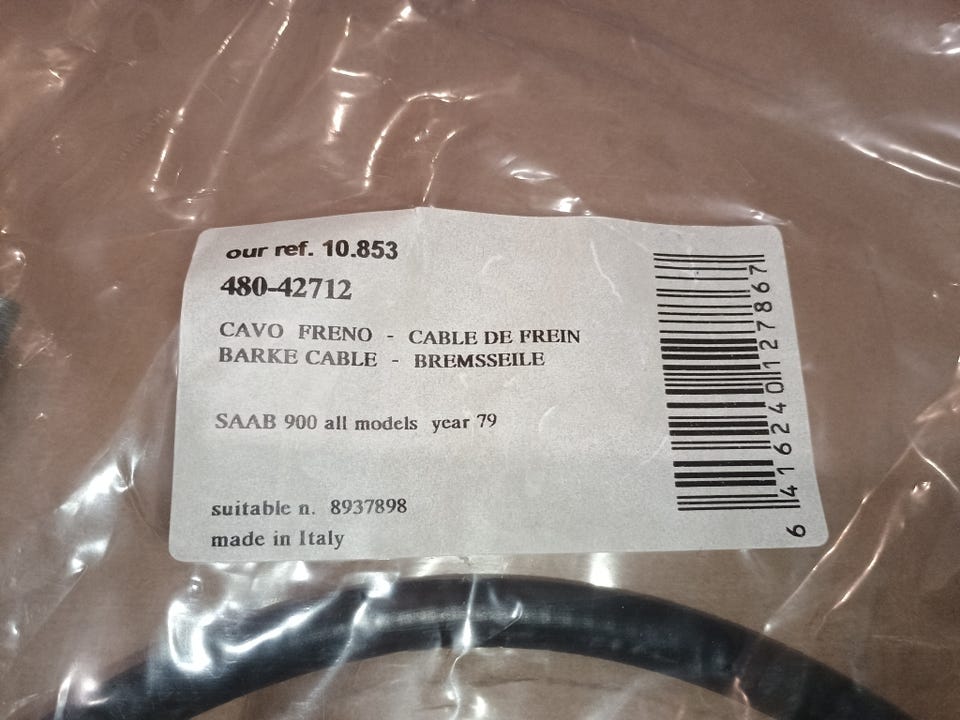 our ref. 10.853
480-42712
CAVO FRENO - CABLE DE FREIN
BARKE CABLE - BREMSSEILE
SAAB 900 all models year 79
suitable n. 8937898
made in Italy
6 416240 127867